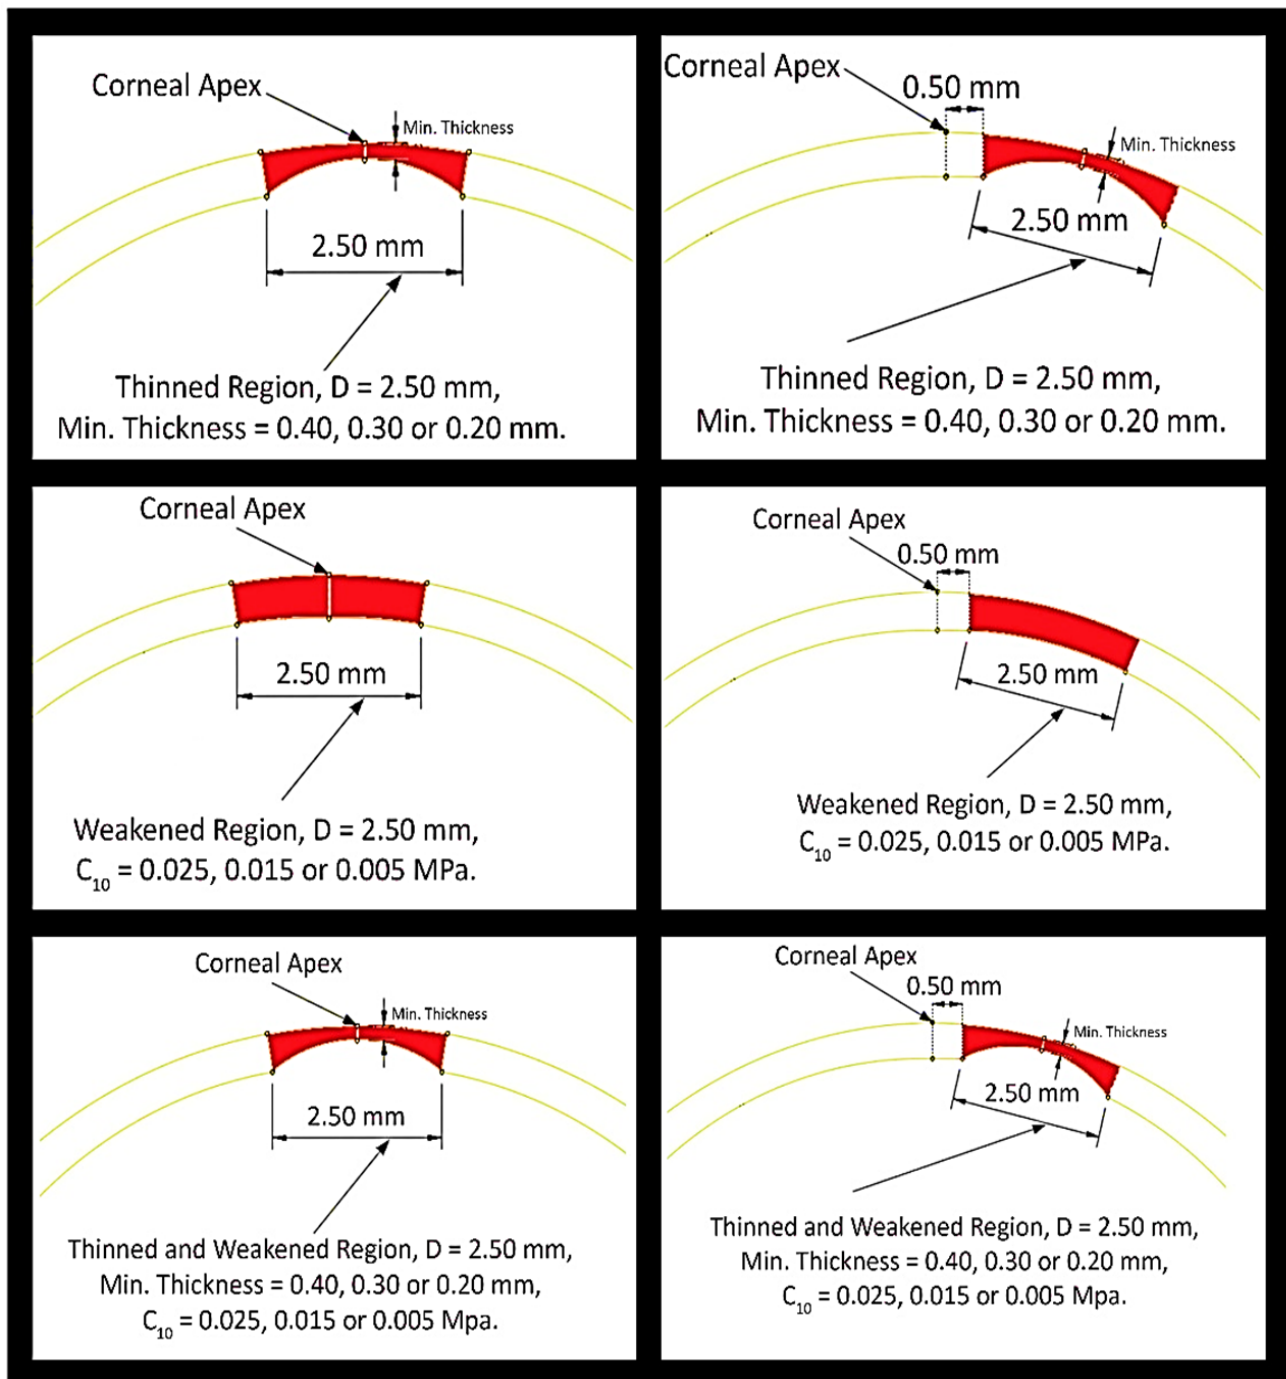 Corneal Apex
Min. Thickness
2.50 mm
Thinned Region, D = 2.50 mm,
Min. Thickness = 0.40, 0.30 or 0.20 mm.
Corneal Apex
0.50 mm
Min. Thickness
2.50 mm
Thinned Region, D = 2.50 mm,
Min. Thickness = 0.40, 0.30 or 0.20 mm.
Corneal Apex
2.50 mm
Weakened Region, D = 2.50 mm,
C₁₀ = 0.025, 0.015 or 0.005 MPa.
Corneal Apex
0.50 mm
2.50 mm
Weakened Region, D = 2.50 mm,
C₁₀ = 0.025, 0.015 or 0.005 MPa.
Corneal Apex
Min. Thickness
2.50 mm
Thinned and Weakened Region, D = 2.50 mm,
Min. Thickness = 0.40, 0.30 or 0.20 mm,
C₁₀ = 0.025, 0.015 or 0.005 Mpa.
Corneal Apex
0.50 mm
Min. Thickness
2.50 mm
Thinned and Weakened Region, D = 2.50 mm,
Min. Thickness = 0.40, 0.30 or 0.20 mm,
C₁₀ = 0.025, 0.015 or 0.005 Mpa.